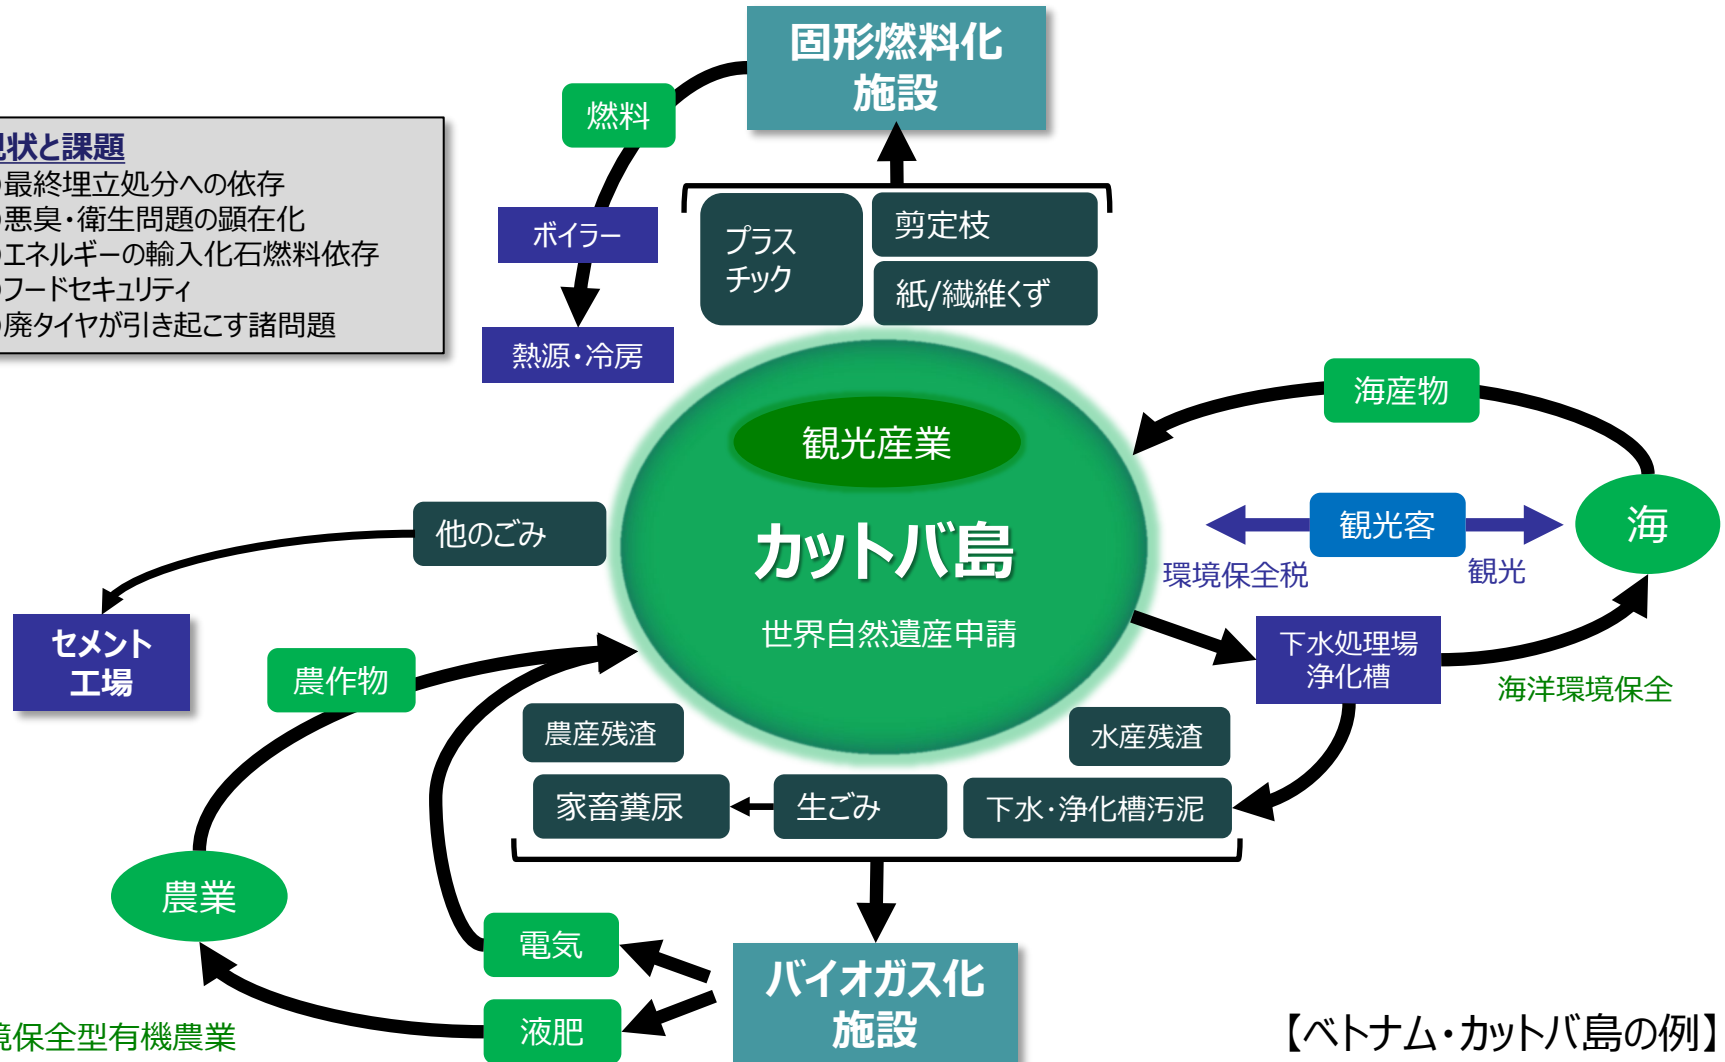 固形燃料化
施設
燃料
現状と課題
最終埋立処分への依存
悪臭・衛生問題の顕在化
エネルギーの輸入化石燃料依存
フードセキュリティ
廃タイヤが引き起こす諸問題
ボイラー
プラス
チック
剪定枝
紙/繊維くず
熱源・冷房
海産物
観光産業
他のごみ
カットバ島
観光客
海
環境保全税
観光
世界自然遺産申請
セメント
工場
農作物
下水処理場
浄化槽
海洋環境保全
農産残渣
水産残渣
家畜糞尿
生ごみ
下水・浄化槽汚泥
農業
電気
バイオガス化
施設
液肥
境保全型有機農業
【ベトナム・カットバ島の例】